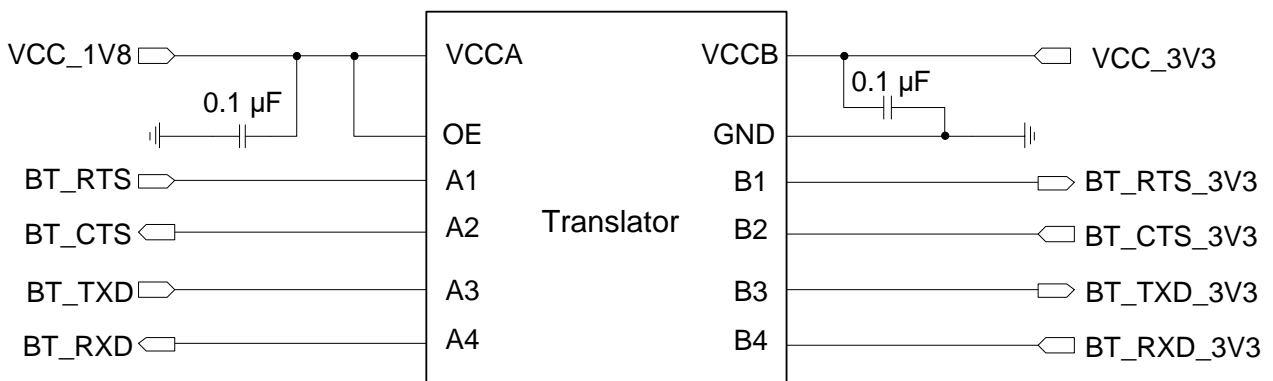 VCC_1V8 VCCA VCCB VCC_3V3
0.1 µF 0.1 µF
OE GND
BT_RTS A1 B1 BT_RTS_3V3
Translator
BT_CTS A2 B2 BT_CTS_3V3
BT_TXD A3 B3 BT_TXD_3V3
BT_RXD A4 B4 BT_RXD_3V3